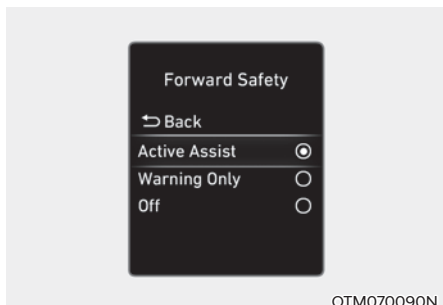 Forward Safety
Back
Active Assist
Warning Only
Off
OTM070090N